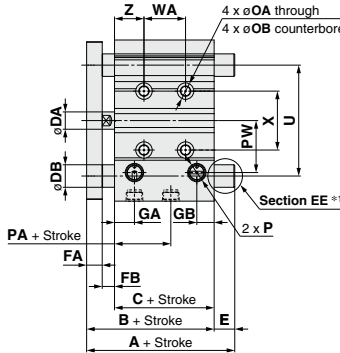 Z
WA
4 x øOA through
4 x øOB counterbore
øDA
X
PW
U
øDB
Section EE *1
GA
GB
2 x P
PA + Stroke
FA
FB
C + Stroke
B + Stroke
E
A + Stroke